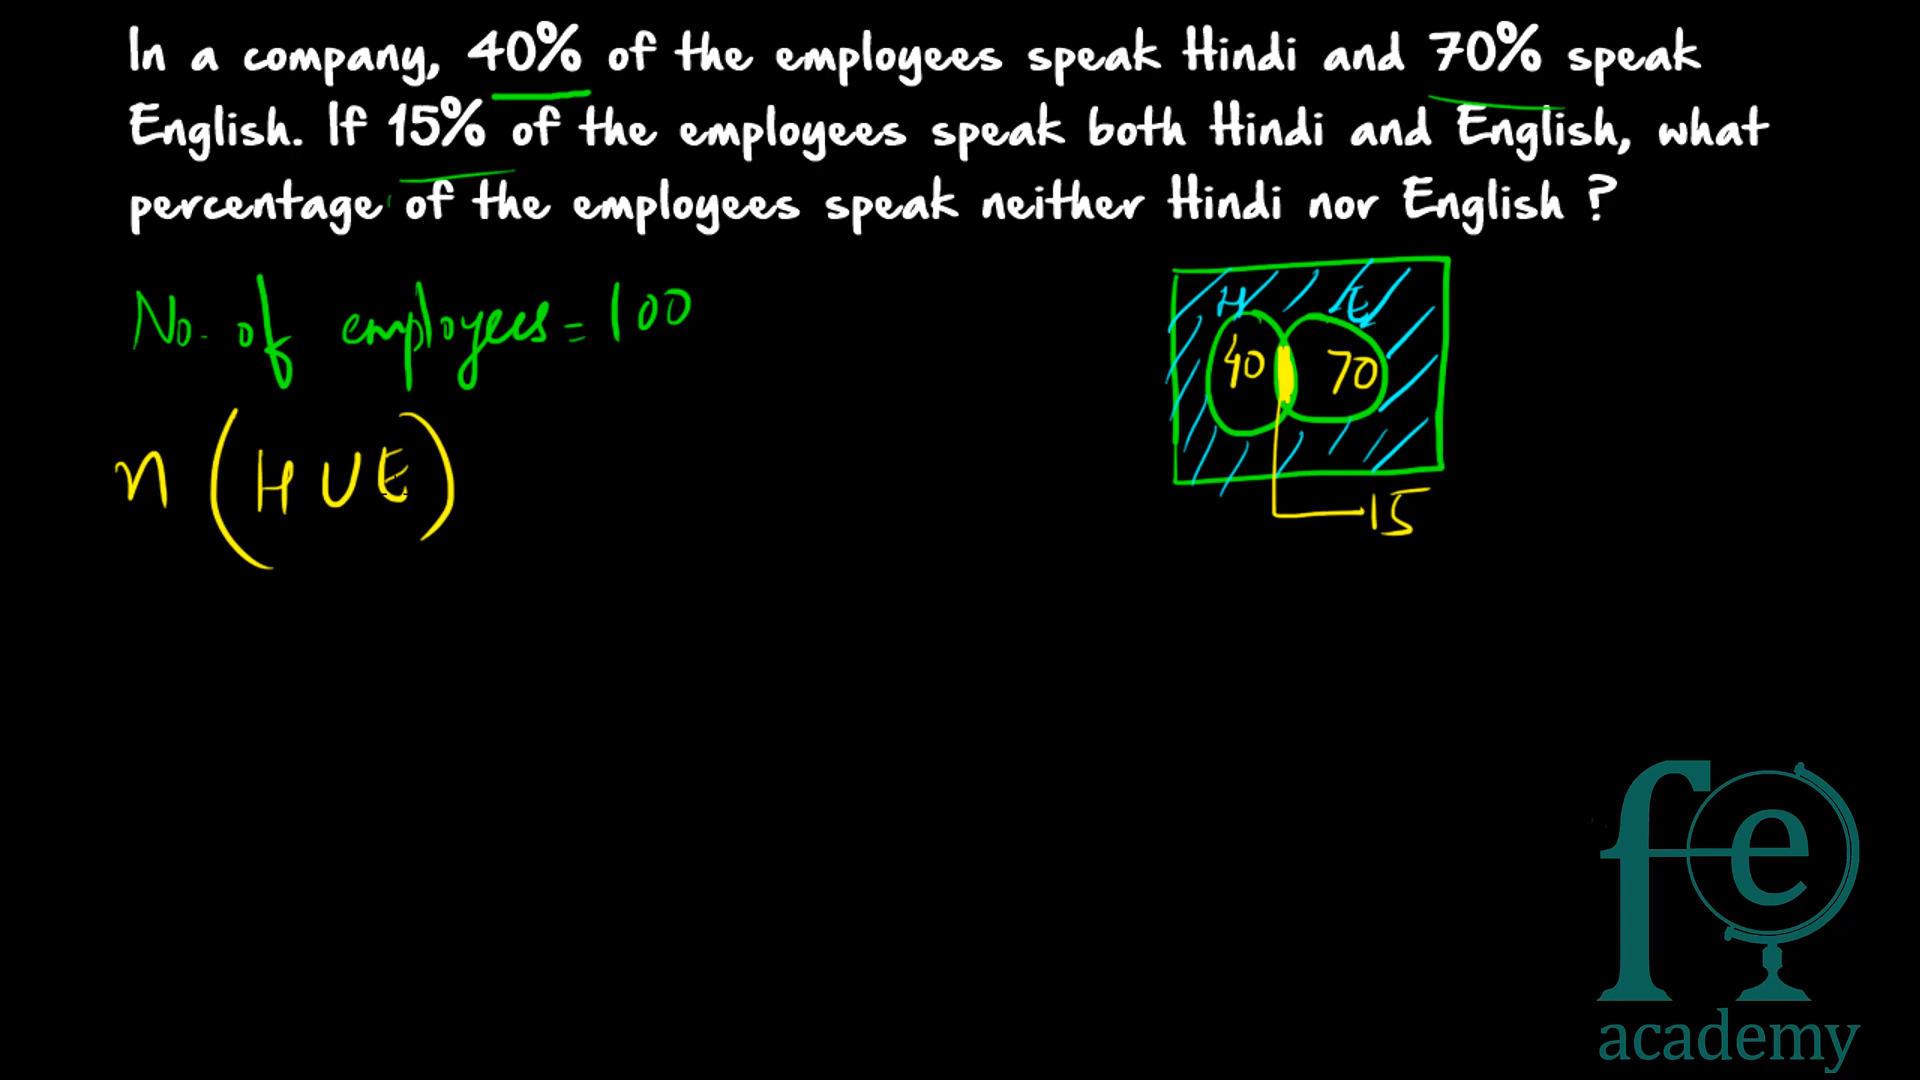 In a company, 40% of the employees speak Hindi and 70% speak
English. If 15% of the employees speak both Hindi and English, what
percentage of the employees speak neither Hindi nor English ?
No. of employees = 100
H E
40 70
n (H U E)
15
fe
academy